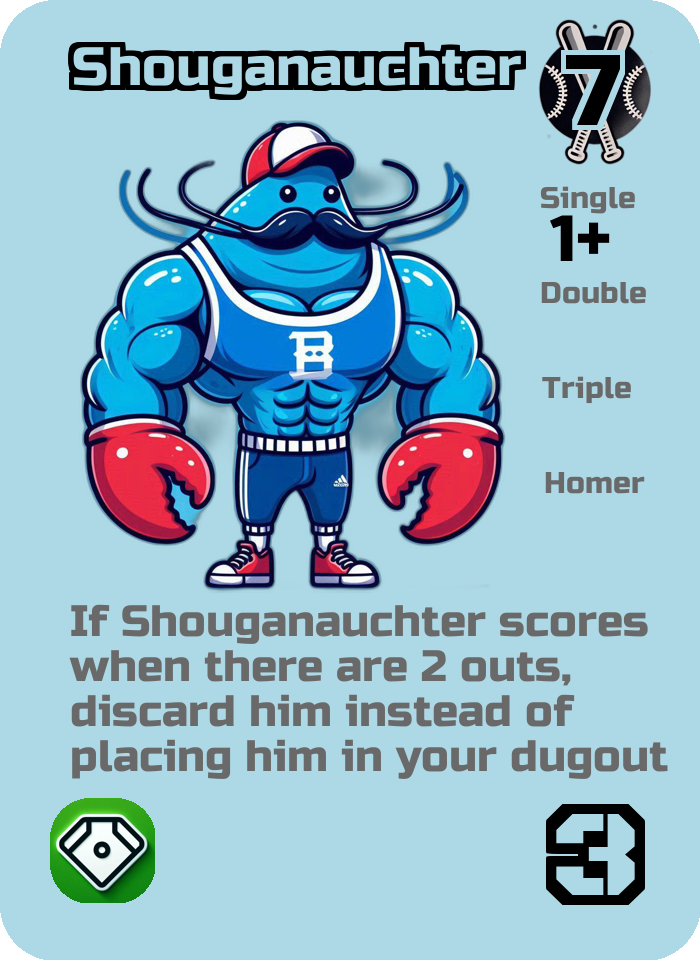 Shouganauchter
7
Single
1+
Double
Triple
Homer
B
If Shouganauchter scores
when there are 2 outs,
discard him instead of
placing him in your dugout
3